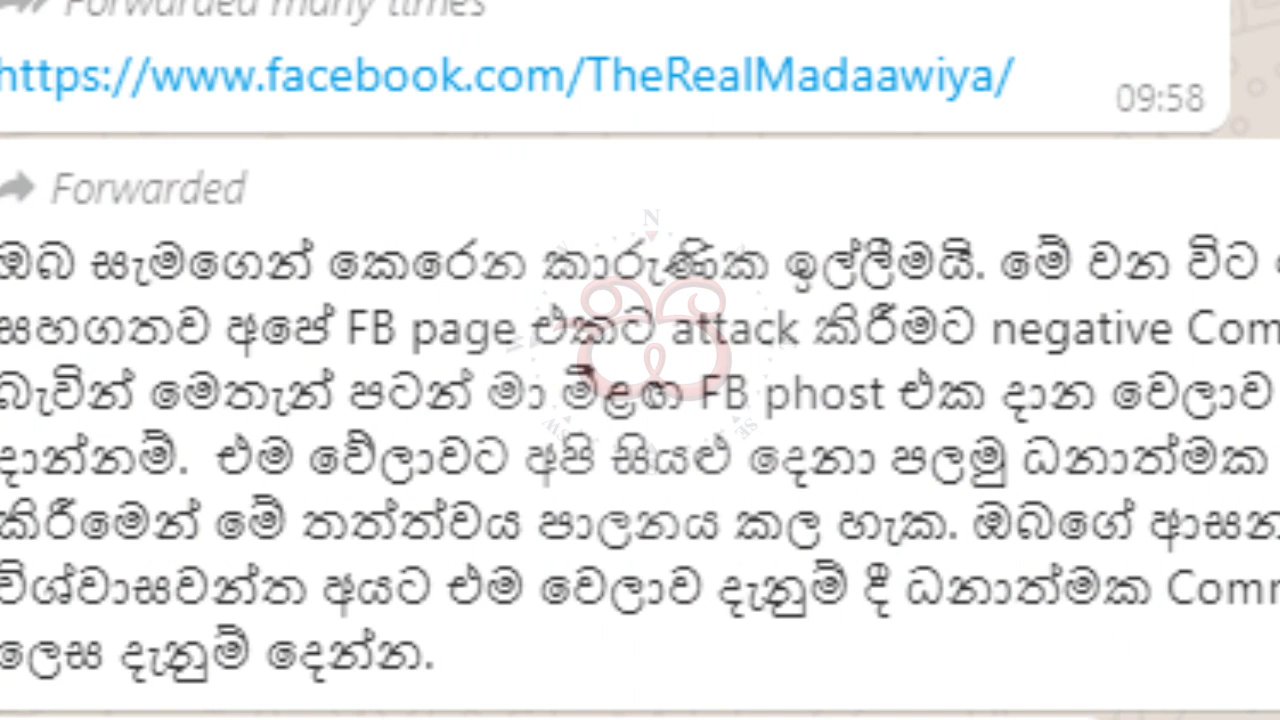 Forwarded many times
https://www.facebook.com/TheRealMadaawiya/
09:58
Forwarded
ඔබ සැමගෙන් කෙරෙන කාරුණික ඉල්ලීමයි. මේ වන විට
සහගතව අපේ FB page එකට attack කිරීමට negative Com
බැවින් මෙතැන් පටන් මා මීළඟ FB phost එක දාන වෙලාව
දාන්නම්. එම වේලාවට අපි සියළු දෙනා පලමු ධනාත්මක
කිරීමෙන් මේ තත්ත්වය පාලනය කල හැක. ඔබගේ ආසන
විශ්වාසවන්ත අයට එම වෙලාව දැනුම් දී ධනාත්මක Comm
ලෙස දැනුම් දෙන්න.
N
SE
SW